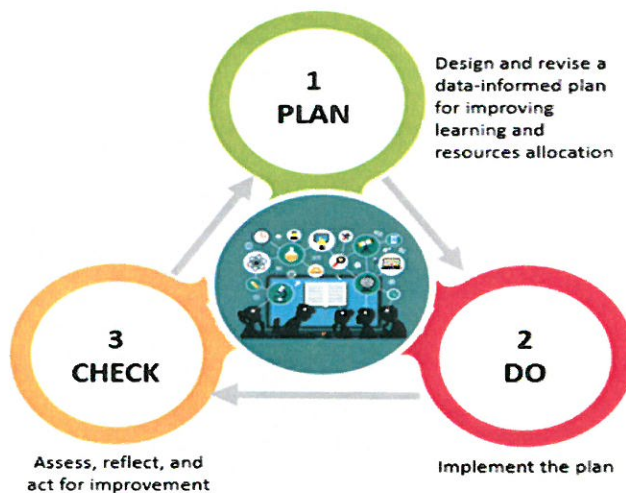 1
PLAN
Design and revise a
data-informed plan
for improving
learning and
resources allocation
2
DO
Implement the plan
3
CHECK
Assess, reflect, and
act for improvement